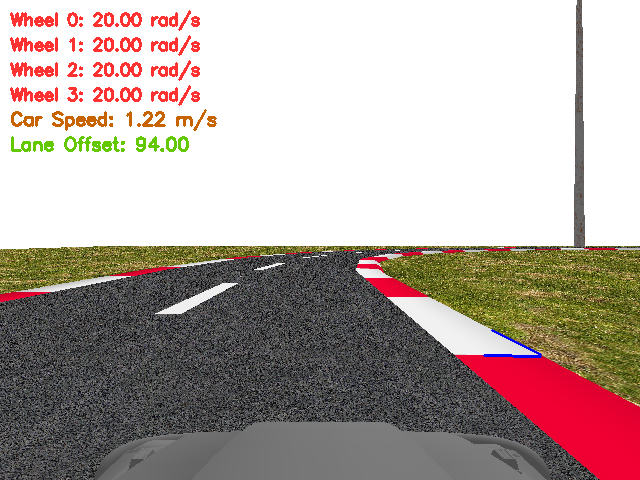 Wheel 0: 20.00 rad/s
Wheel 1: 20.00 rad/s
Wheel 2: 20.00 rad/s
Wheel 3: 20.00 rad/s
Car Speed: 1.22 m/s
Lane Offset: 94.00